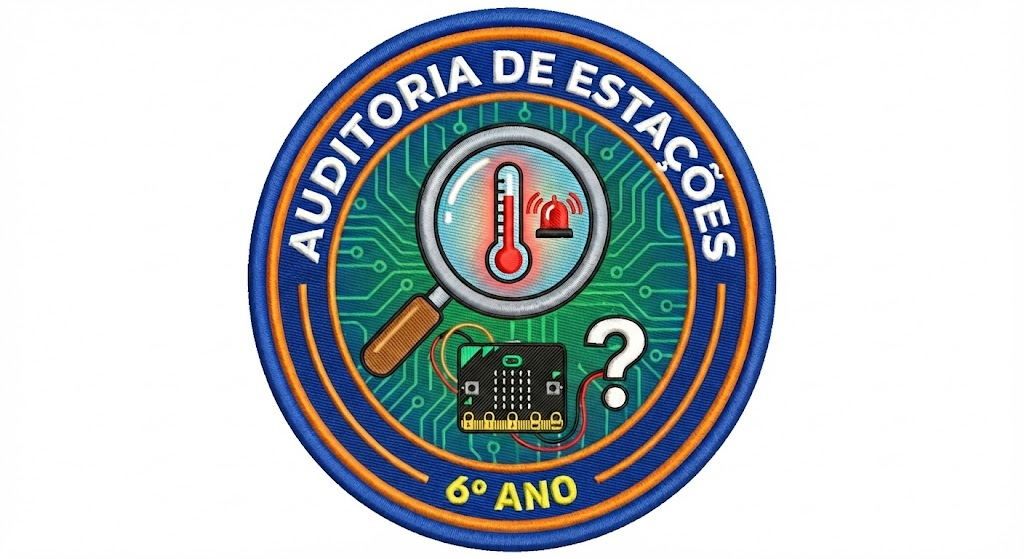 AUDITORIA DE ESTAÇÕES
?
6º ANO